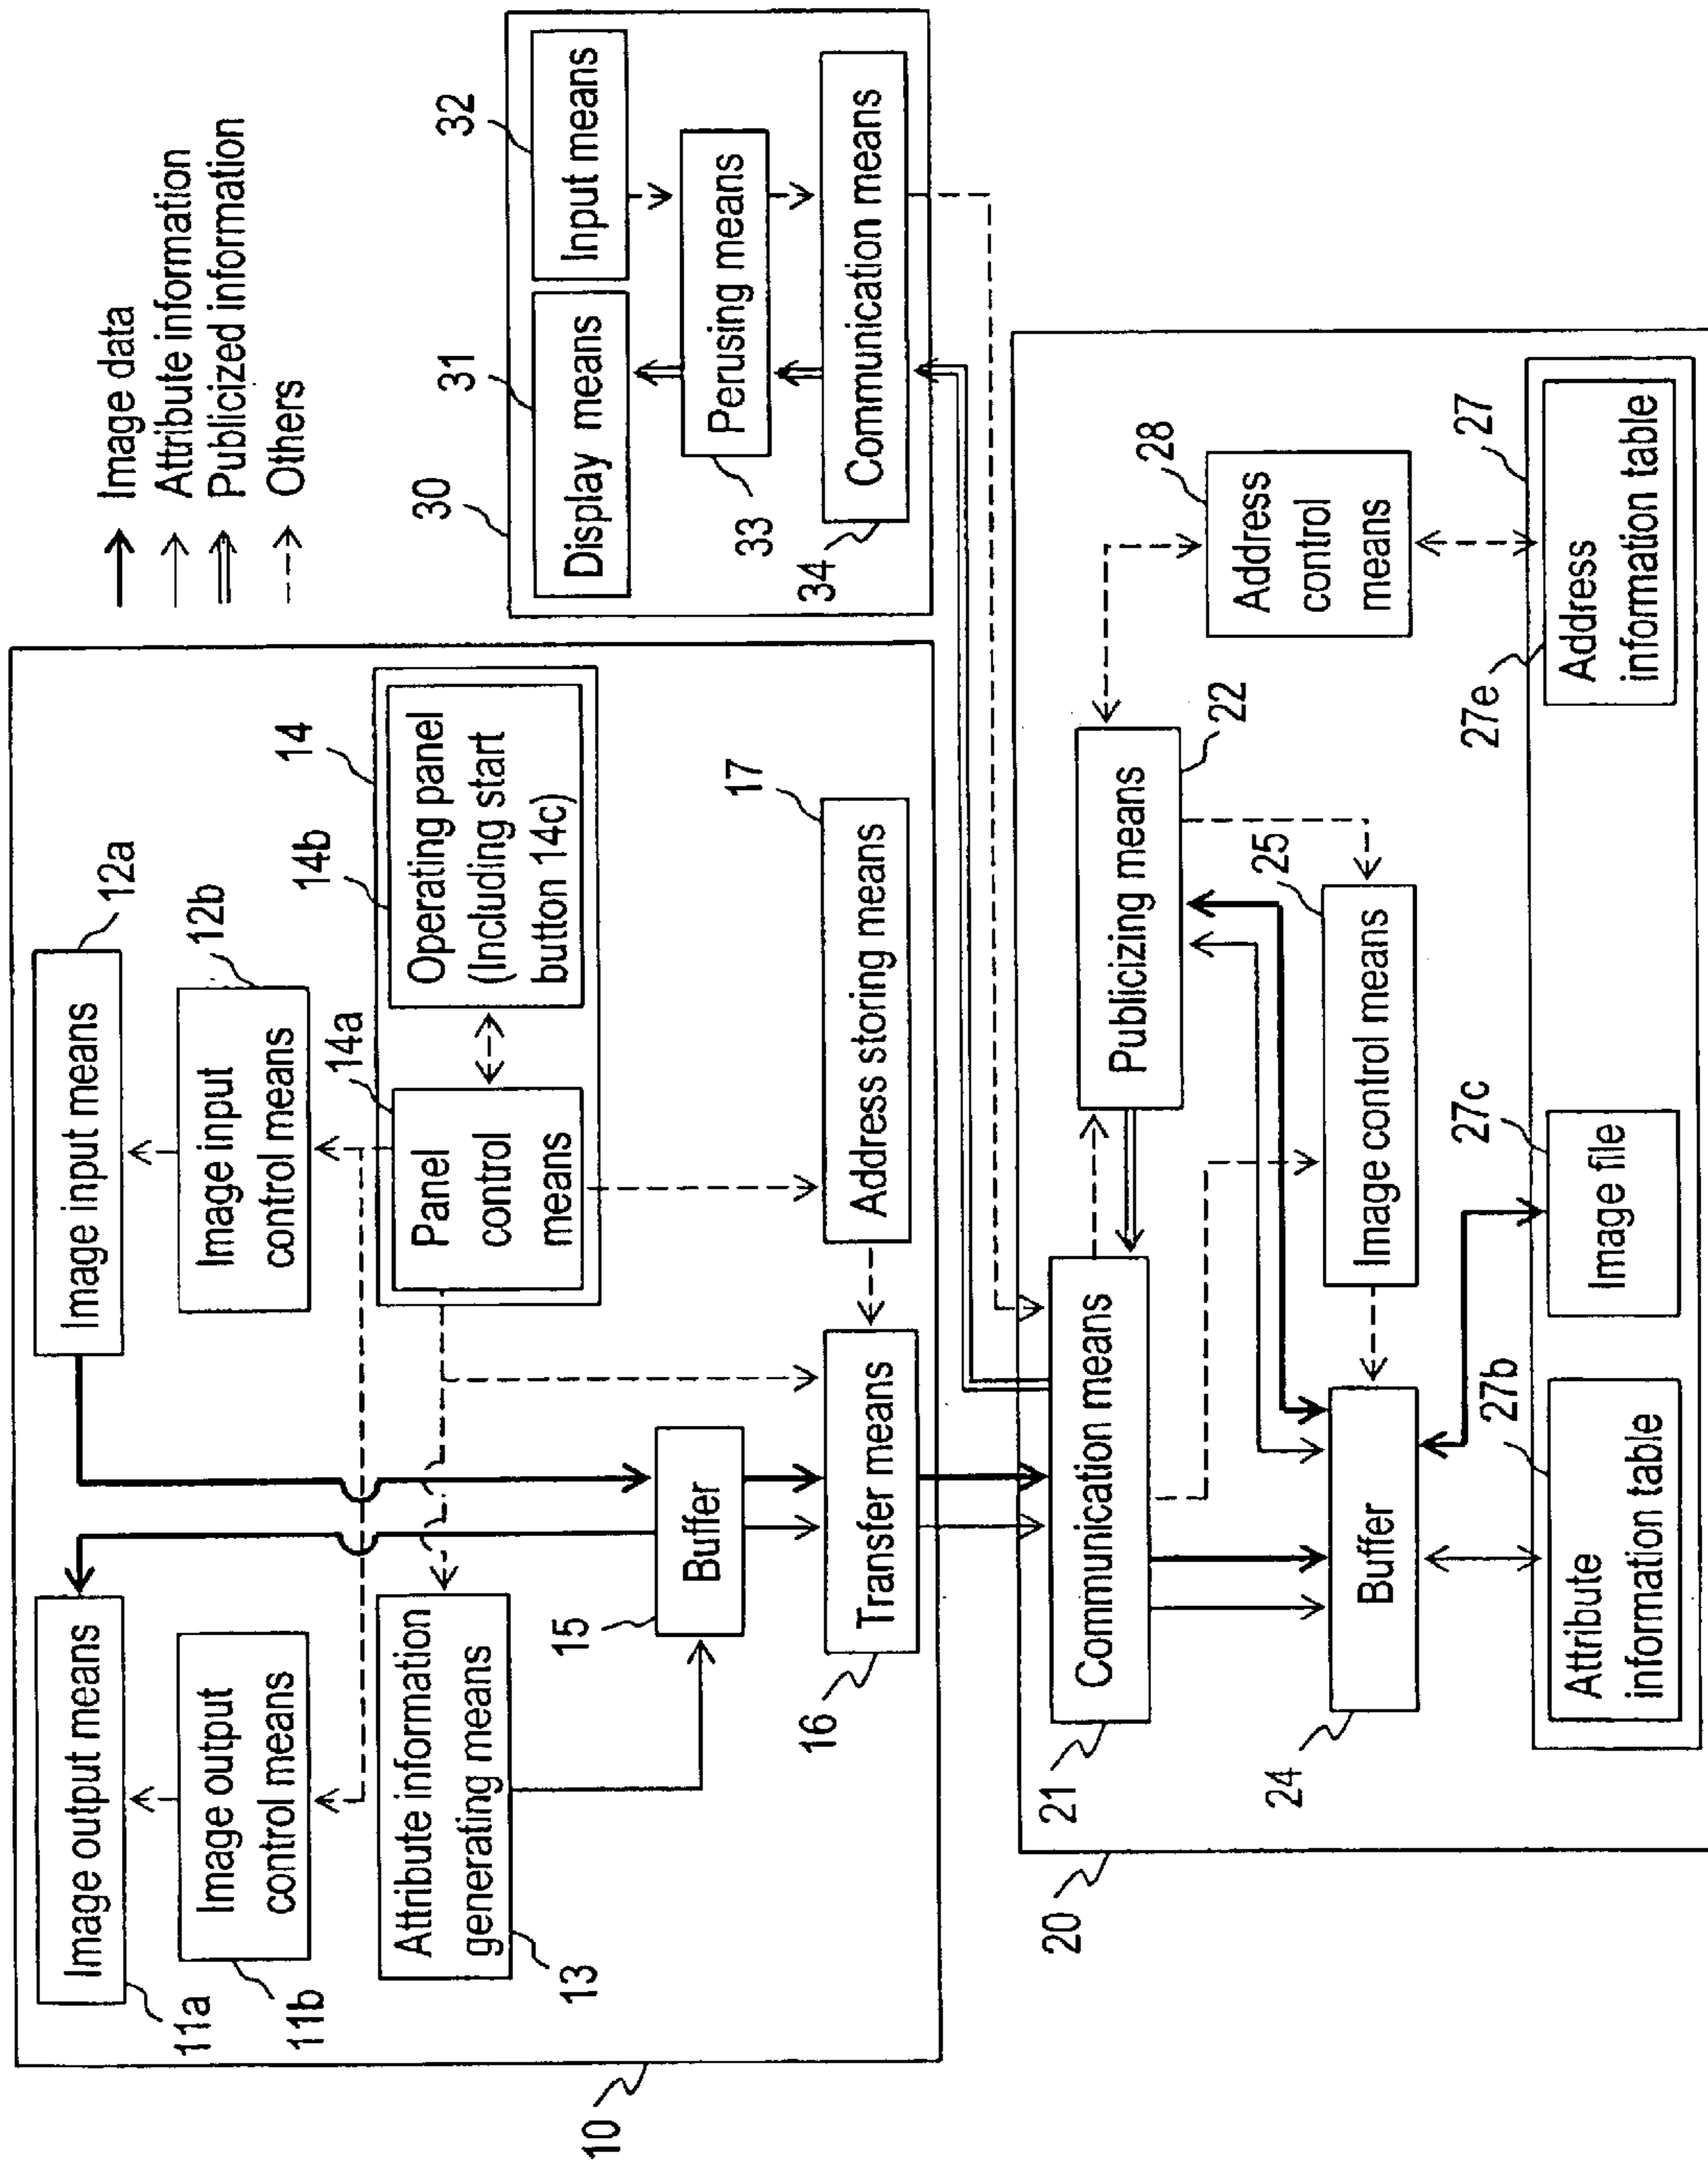 Image data
Attribute information
Publicized information
Others
10
Image output means
11a
Image output
control means
11b
Image input means
12a
Image input
control means
12b
Attribute information
generating means
13
14
Panel
control
means
14a
Operating panel
(Including start
button 14c)
14b
Buffer
15
Transfer means
16
Address storing means
17
30
Display means
31
Input means
32
Perusing means
33
Communication means
34
20
Communication means
21
Publicizing means
22
Buffer
24
Image control means
25
Address
control
means
28
27
Attribute
information table
27b
Image file
27c
Address
information table
27e